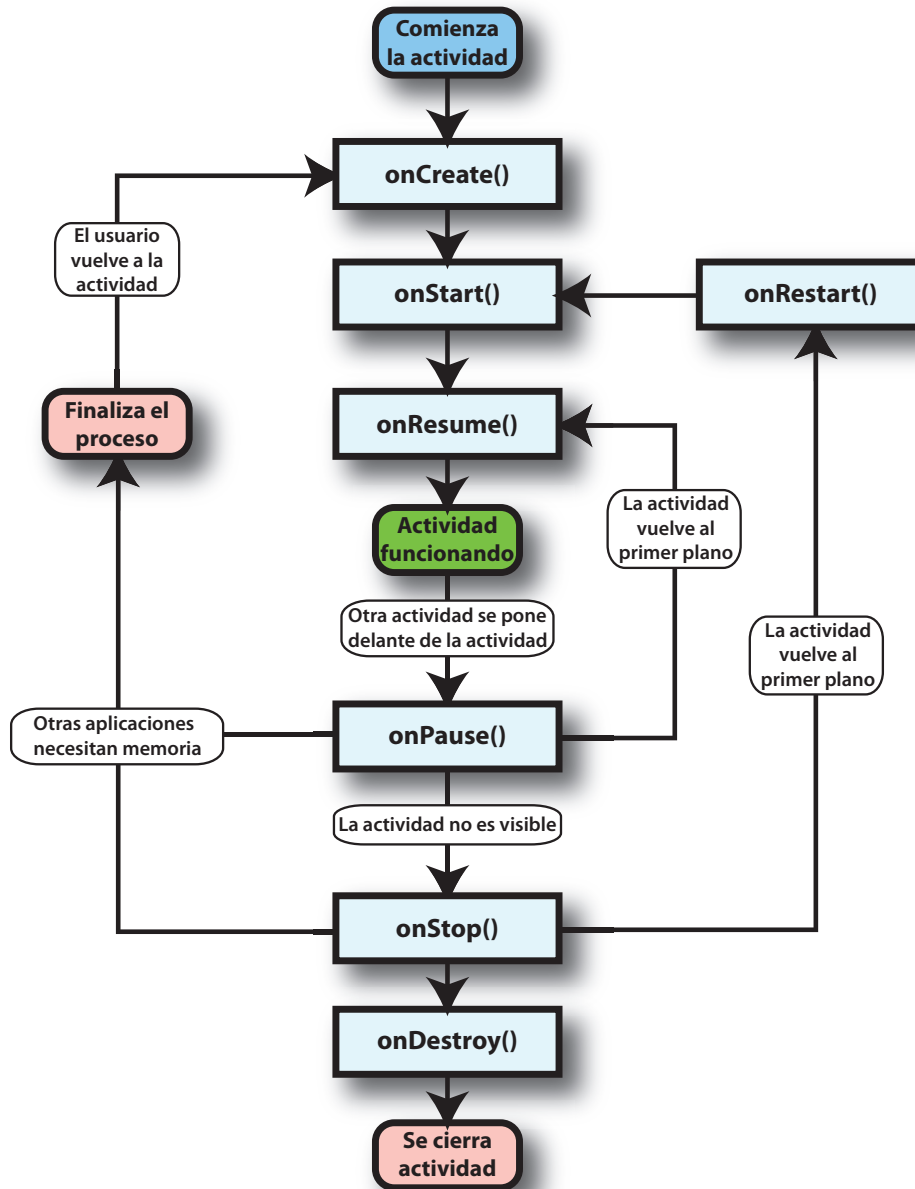 Comienza
la actividad
onCreate()
El usuario
vuelve a la
actividad
onStart()
onRestart()
Finaliza el
proceso
onResume()
La actividad
vuelve al
primer plano
Actividad
funcionando
Otra actividad se pone
delante de la actividad
La actividad
vuelve al
primer plano
Otras aplicaciones
necesitan memoria
onPause()
La actividad no es visible
onStop()
onDestroy()
Se cierra
actividad